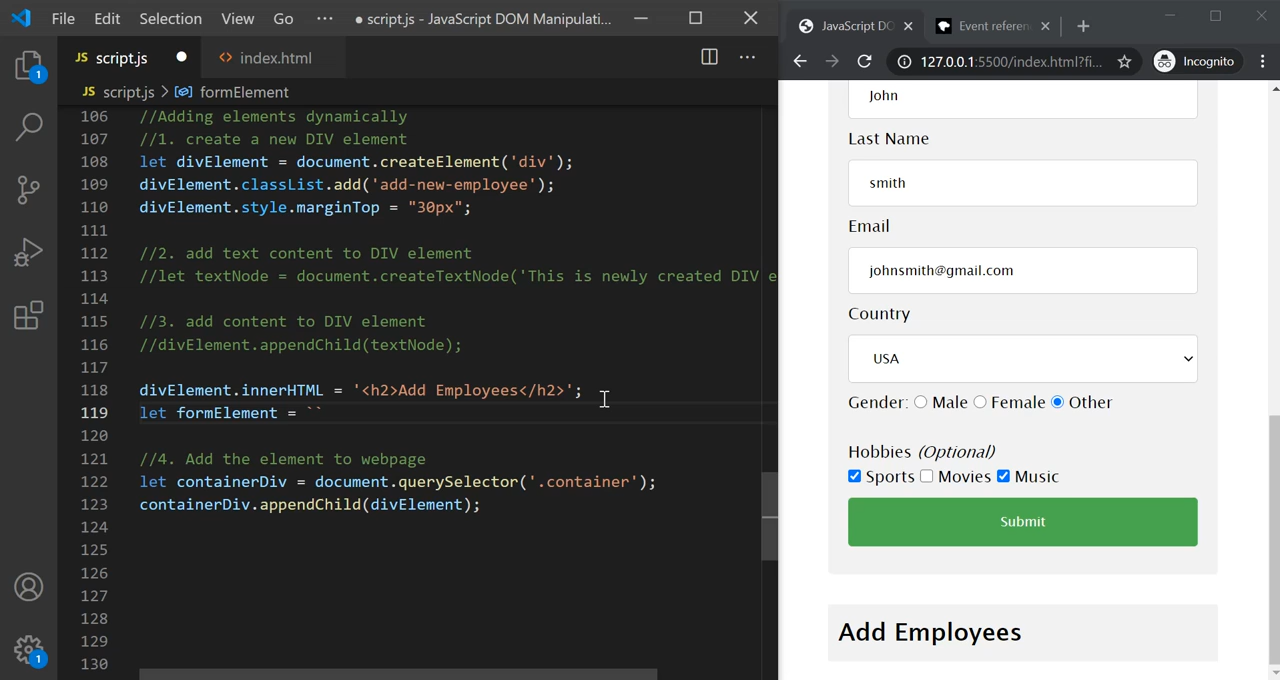 File Edit Selection View Go ··· ● script.js - JavaScript DOM Manipulati...
JS script.js ● <> index.html ···
JS script.js > formElement
106 //Adding elements dynamically
107 //1. create a new DIV element
108 let divElement = document.createElement('div');
109 divElement.classList.add('add-new-employee');
110 divElement.style.marginTop = "30px";
111
112 //2. add text content to DIV element
113 //let textNode = document.createTextNode('This is newly created DIV e
114
115 //3. add content to DIV element
116 //divElement.appendChild(textNode);
117
118 divElement.innerHTML = '<h2>Add Employees</h2>';
119 let formElement = ``
120
121 //4. Add the element to webpage
122 let containerDiv = document.querySelector('.container');
123 containerDiv.appendChild(divElement);
124
125
126
127
128
129
130
1
1
JavaScript DO Event referen
127.0.0.1:5500/index.html?fi... Incognito
John
Last Name
smith
Email
johnsmith@gmail.com
Country
USA
Gender: Male Female Other
Hobbies (Optional)
Sports Movies Music
Submit
Add Employees